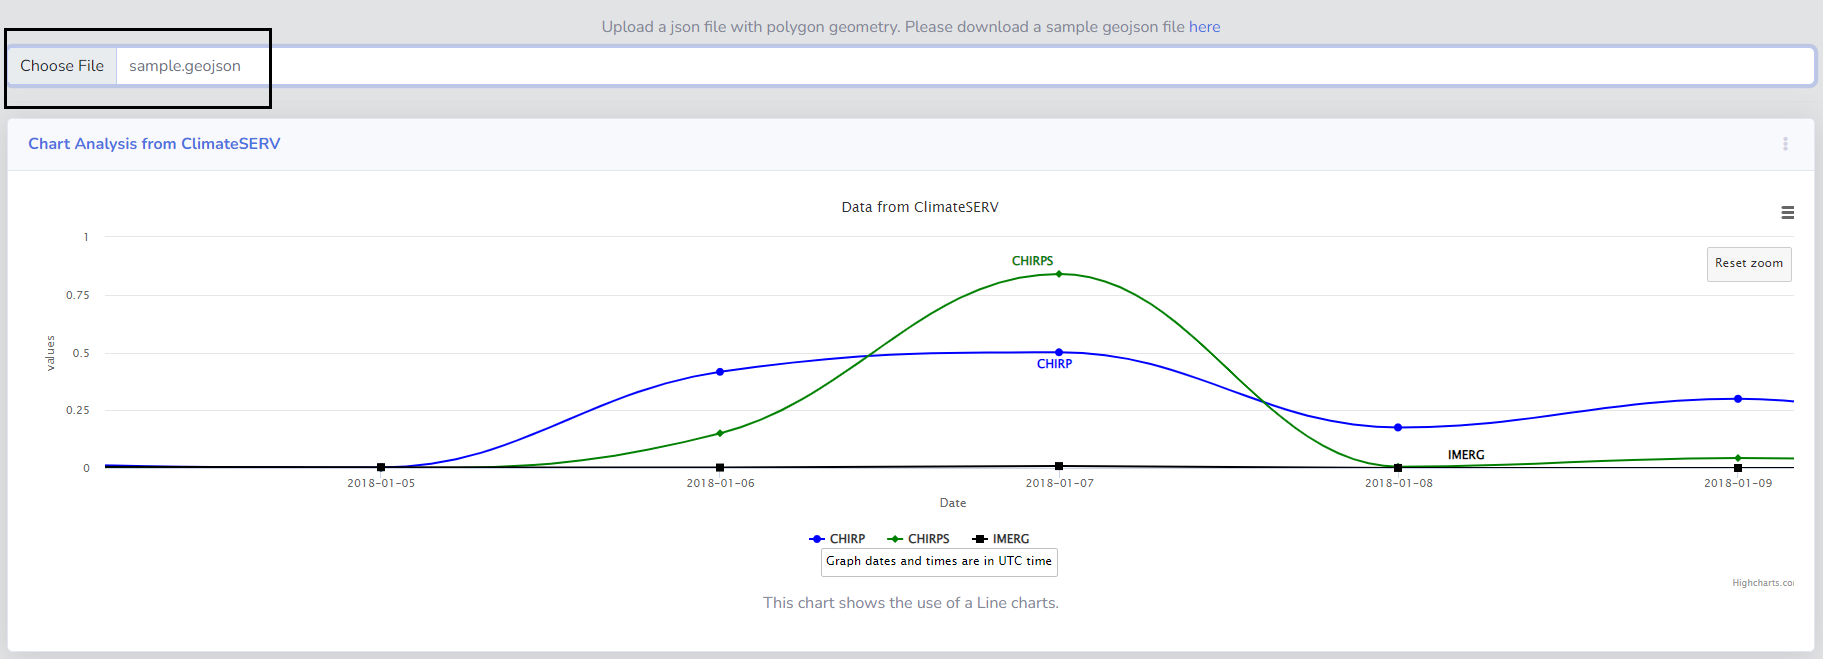 Upload a json file with polygon geometry. Please download a sample geojson file here
Choose File sample.geojson
Chart Analysis from ClimateSERV
Data from ClimateSERV
Reset zoom
1
0.75
0.5
0.25
0
values
CHIRPS
CHIRP
IMERG
2018-01-05 2018-01-06 2018-01-07 2018-01-08 2018-01-09
Date
CHIRP CHIRPS IMERG
Graph dates and times are in UTC time
Highcharts.co
This chart shows the use of a Line charts.